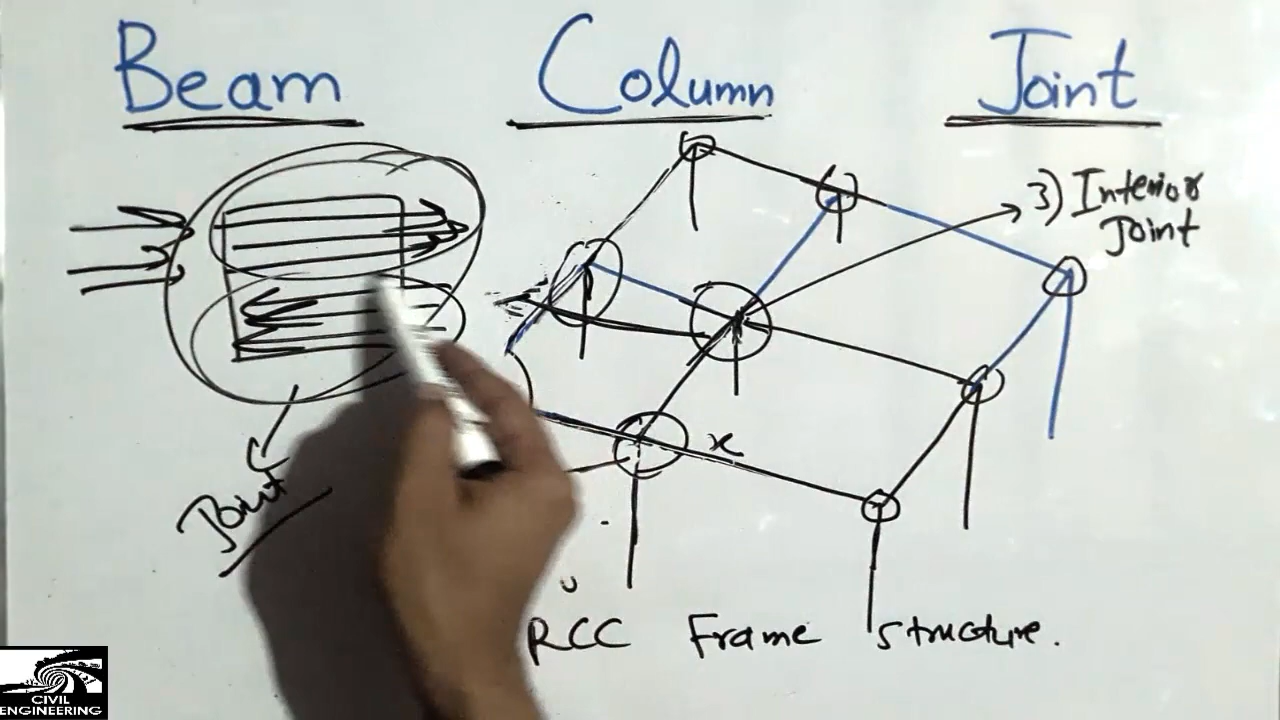 Beam Column Joint
3) Interior
Joint
Joint
x
RCC Frame structure.
CIVIL
ENGINEERING